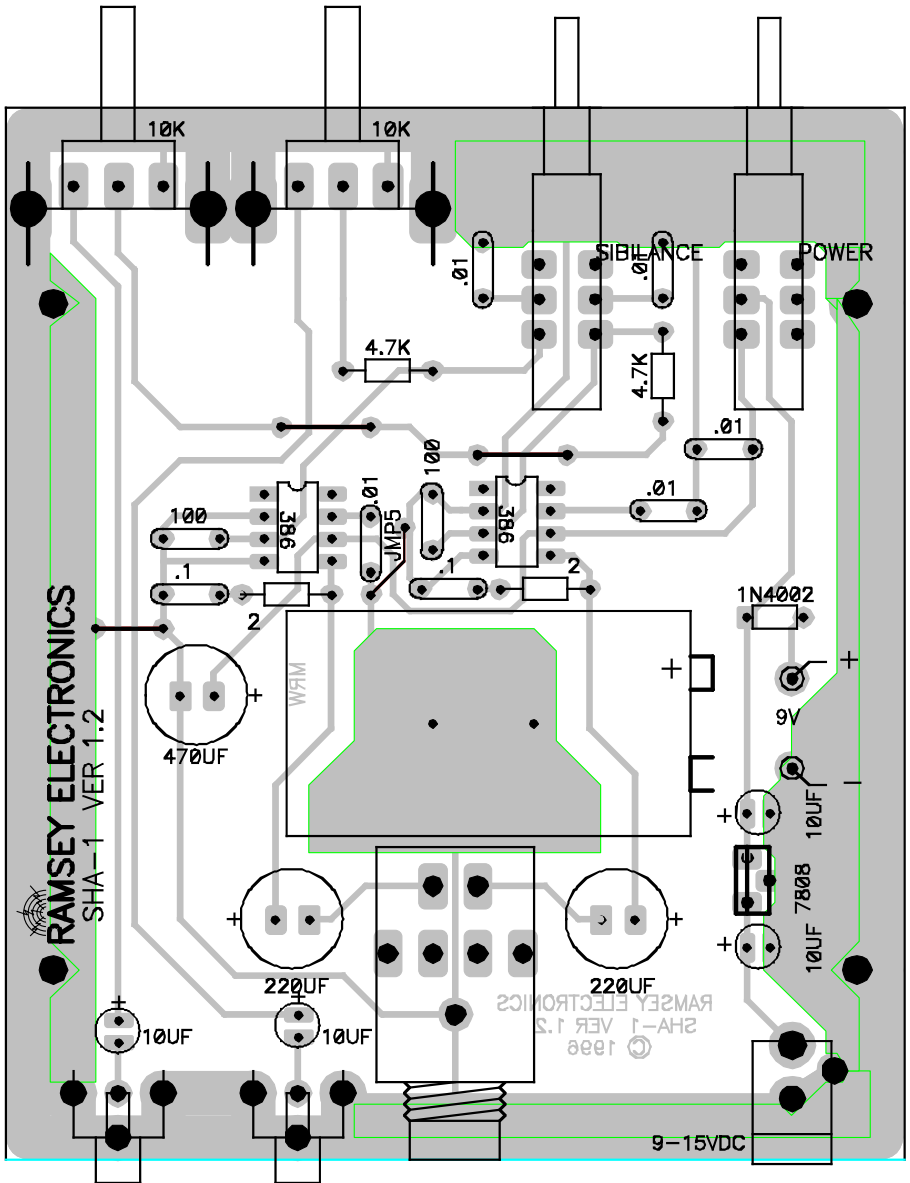 10K
10K
SIBILANCE
POWER
.01
.01
4.7K
4.7K
.01
100
.01
.01
100
386
JMP5
386
.1
.1
2
2
1N4002
+
+
9V
−
MRW
+
470UF
RAMSEY ELECTRONICS
SHA-1 VER 1.2
+
10UF
C
7808
+
10UF
+
220UF
+
220UF
RAMSEY ELECTRONICS
SHA-1 VER 1.2
© 1996
+
10UF
+
10UF
9-15VDC